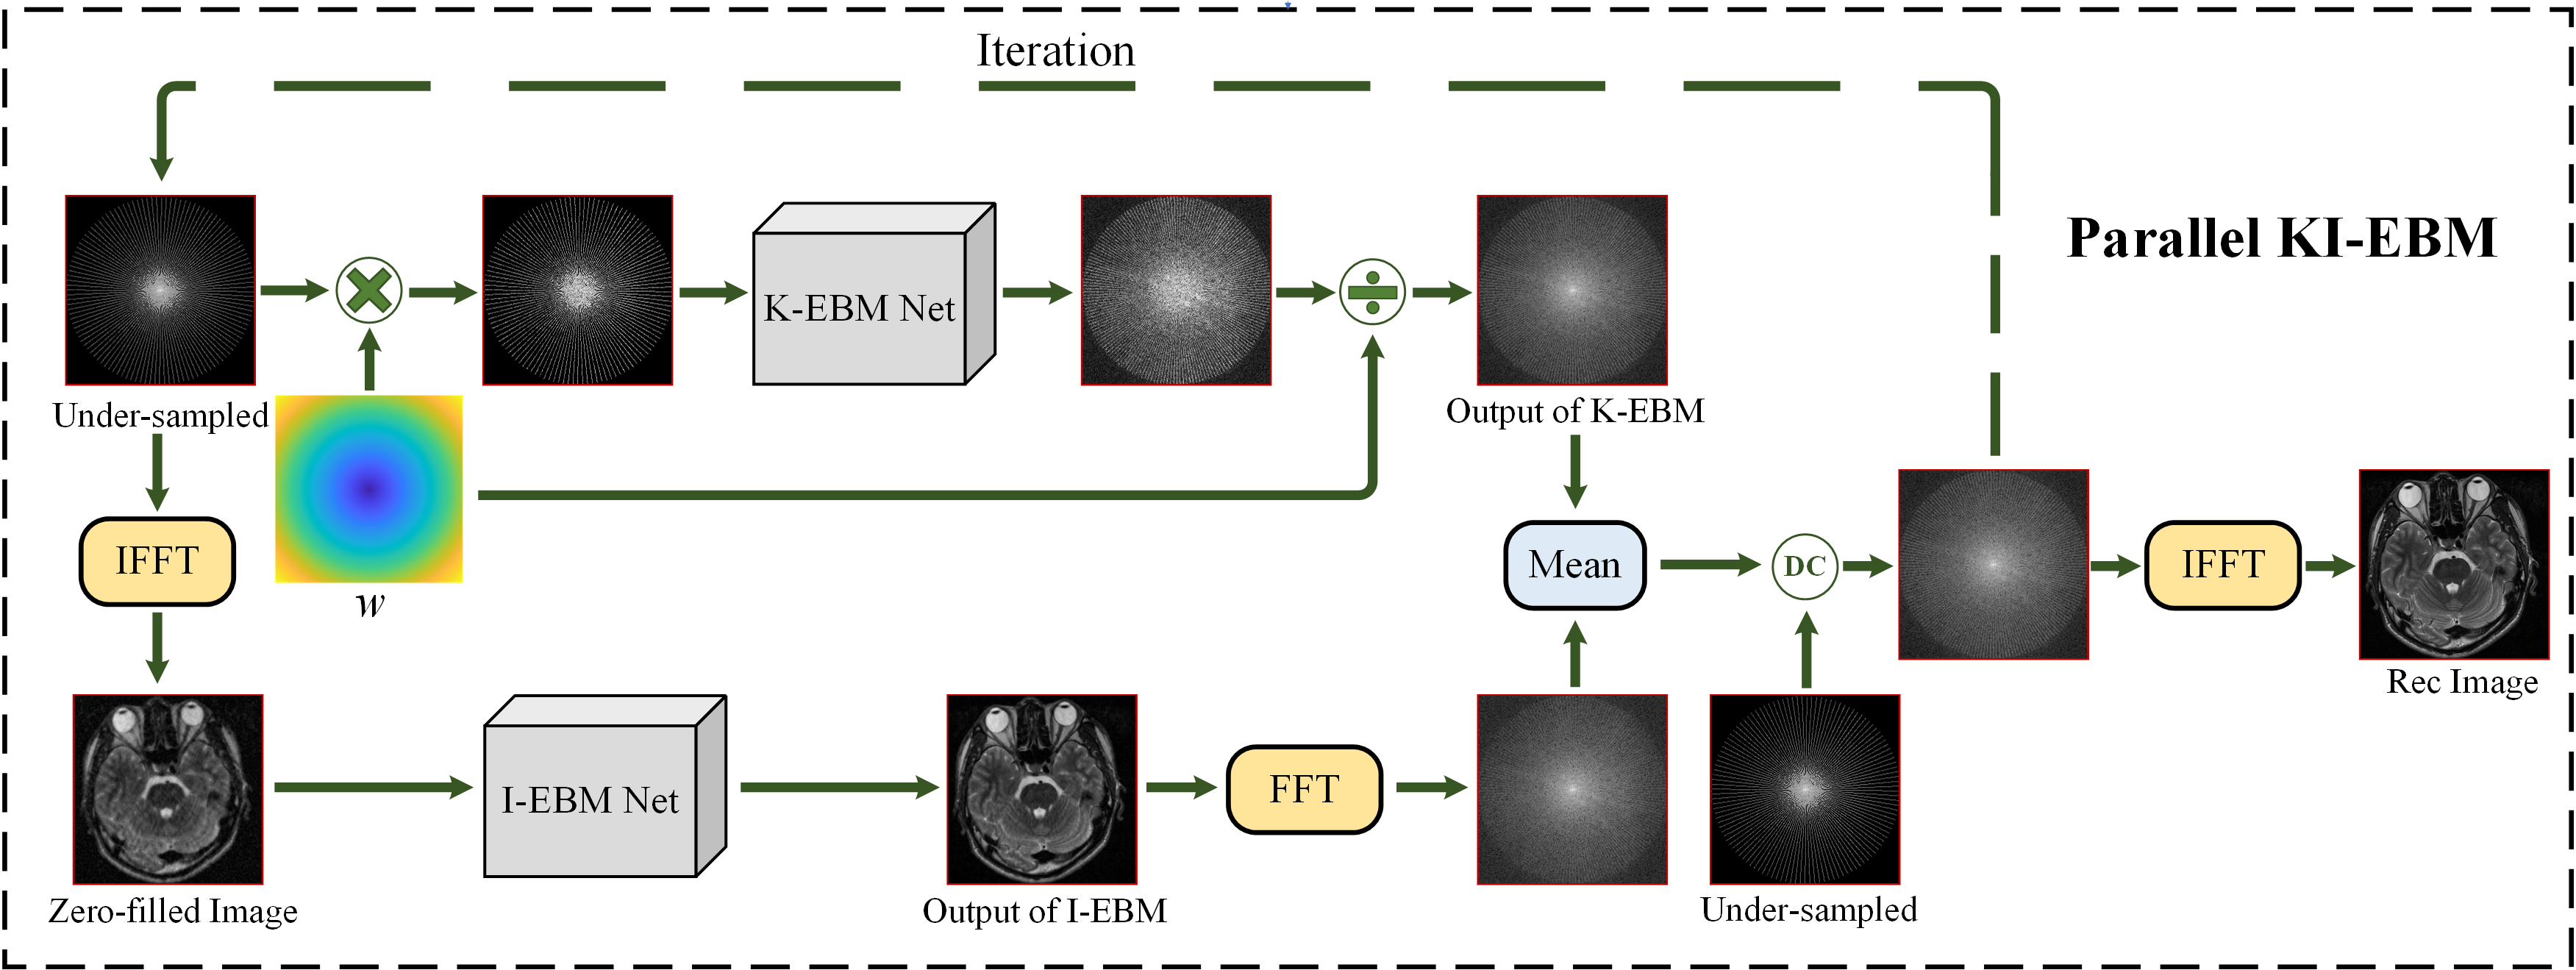 Iteration
Parallel KI-EBM
K-EBM Net
Under-sampled
Output of K-EBM
IFFT
w
Mean
DC
IFFT
Rec Image
I-EBM Net
FFT
Zero-filled Image
Output of I-EBM
Under-sampled